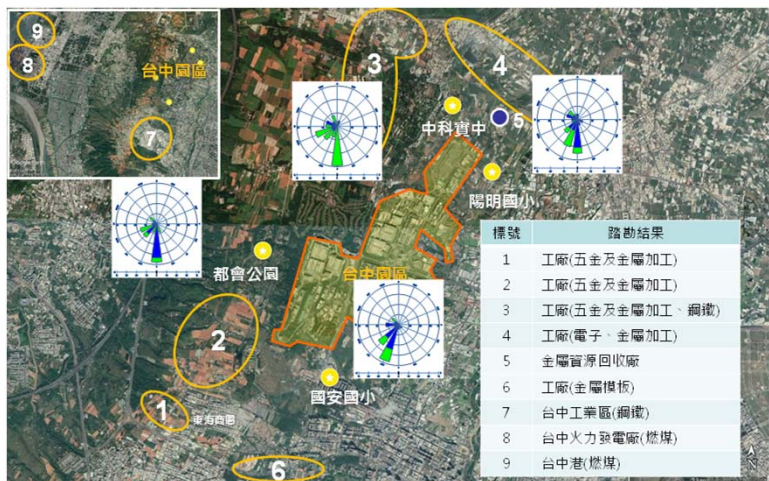 9
8
台中園區
7
3
4
中科實中
5
陽明國小
都會公園
台中園區
2
國安國小
1
東海商圈
6
標號 踏勘結果
1 工廠(五金及金屬加工)
2 工廠(五金及金屬加工)
3 工廠(五金及金屬加工、鋼鐵)
4 工廠(電子、金屬加工)
5 金屬資源回收廠
6 工廠(金屬模板)
7 台中工業區(鋼鐵)
8 台中火力發電廠(燃煤)
9 台中港(燃煤)
N